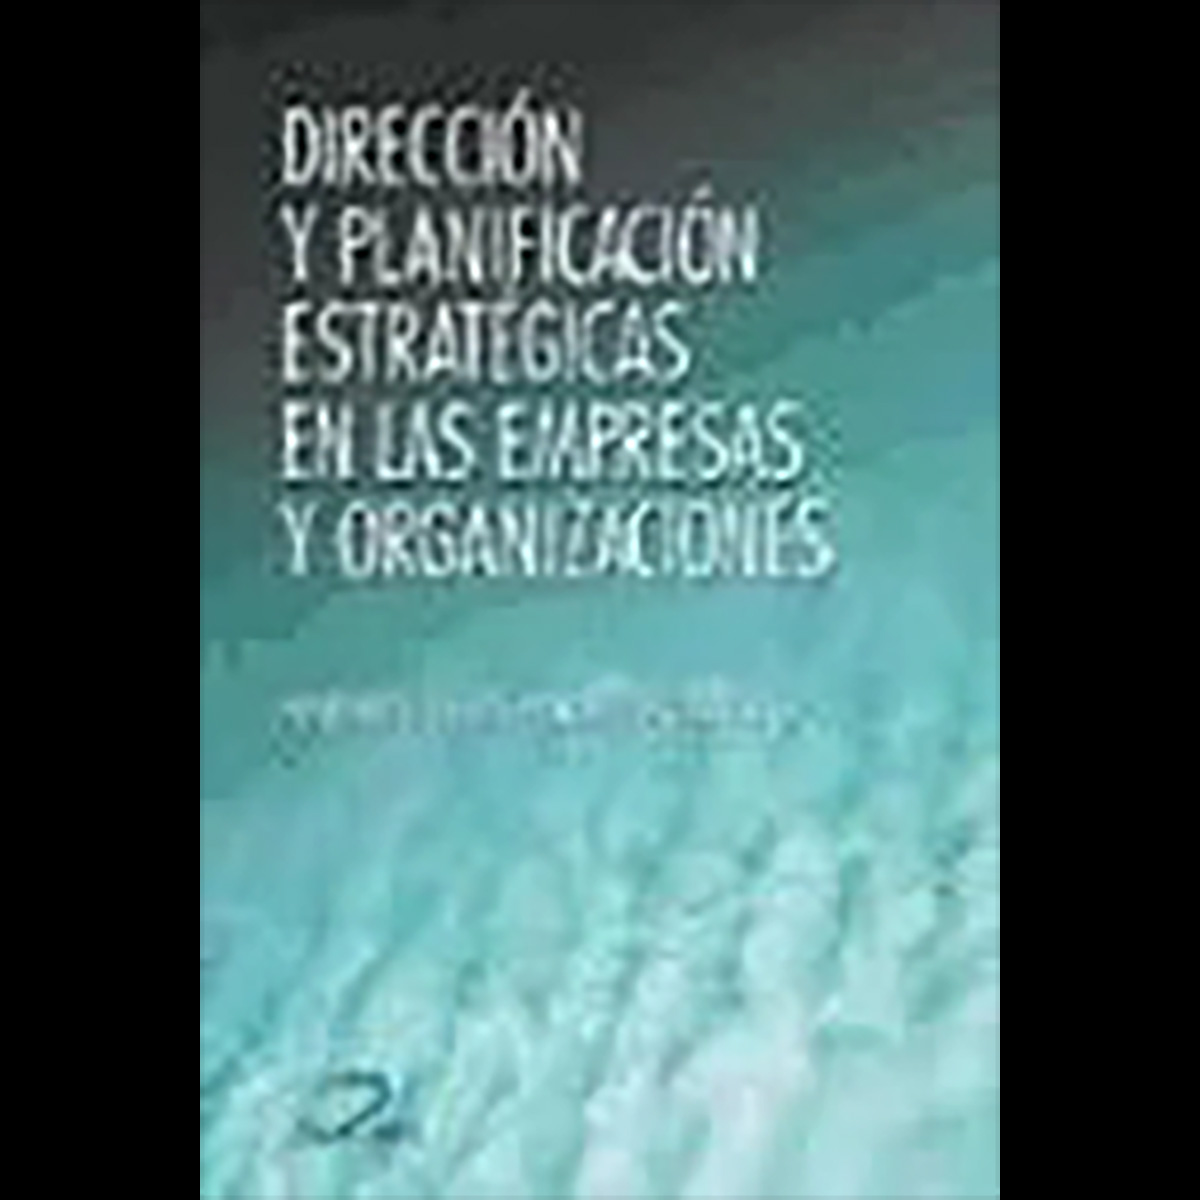 DIRECCIÓN
Y PLANIFICACIÓN
ESTRATÉGICAS
EN LAS EMPRESAS
Y ORGANIZACIONES